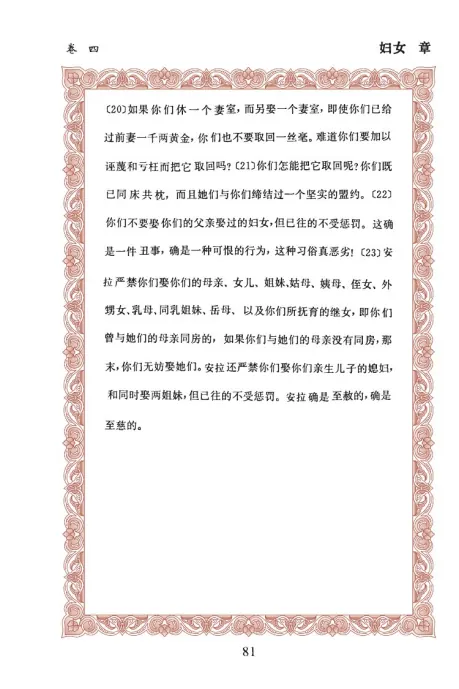 卷 四
妇女 章
〔20〕如果你们休一个妻室，而另娶一个妻室，即使你们已给
过前妻一千两黄金，你们也不要取回一丝毫。难道你们要加以
诬蔑和亏枉而把它取回吗？〔21〕你们怎能把它取回呢？你们既
已同床共枕，而且她们与你们缔结过一个坚实的盟约。〔22〕
你们不要娶你们的父亲娶过的妇女，但已往的不受惩罚。这确
是一件丑事，确是一种可恨的行为，这种习俗真恶劣！〔23〕安
拉严禁你们娶你们的母亲、女儿、姐妹、姑母、姨母、侄女、外
甥女、乳母、同乳姐妹、岳母、以及你们所抚育的继女，即你们
曾与她们的母亲同房的，如果你们与她们的母亲没有同房，那
末，你们无妨娶她们。安拉还严禁你们娶你们亲生儿子的媳妇，
和同时娶两姐妹，但已往的不受惩罚。安拉确是至赦的，确是
至慈的。
81